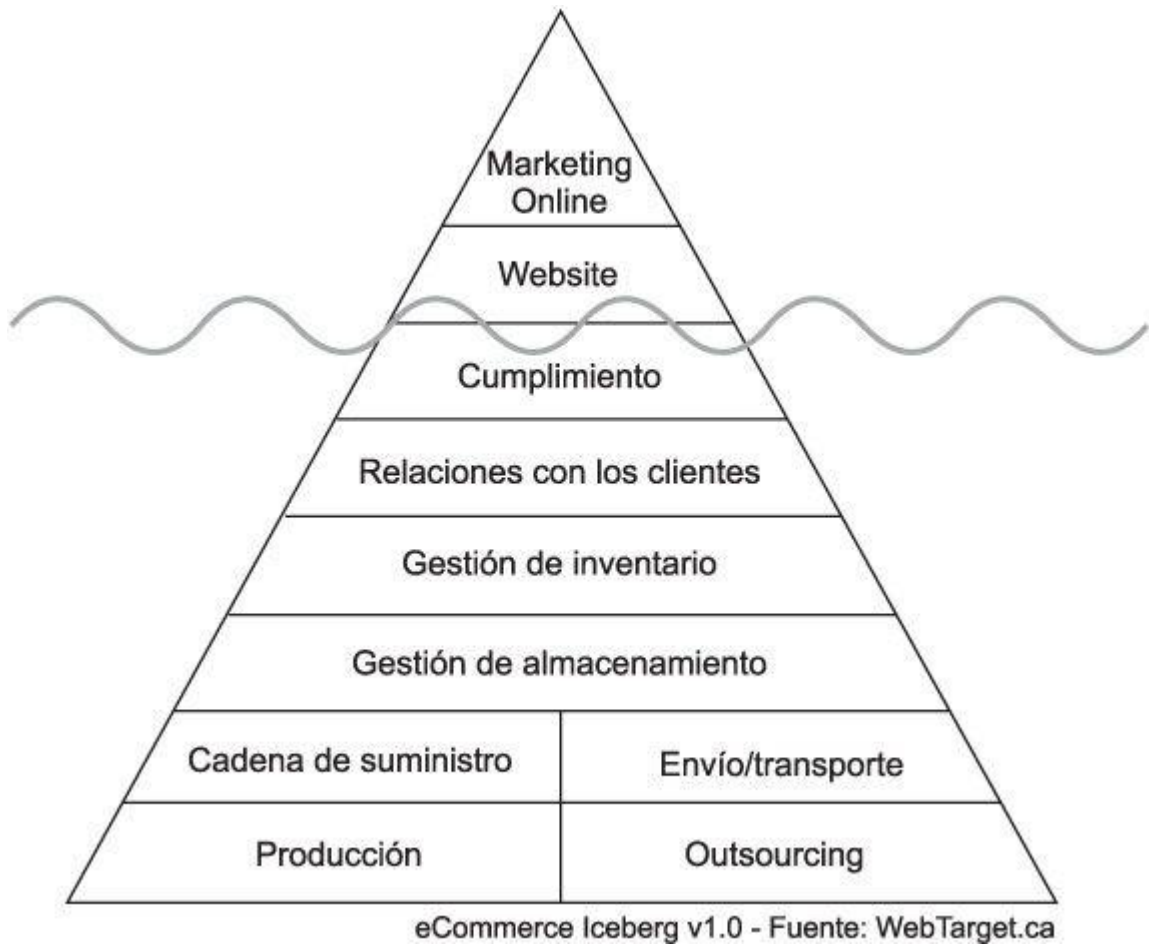 Marketing
Online
Website
Cumplimiento
Relaciones con los clientes
Gestión de inventario
Gestión de almacenamiento
Cadena de suministro
Envío/transporte
Producción
Outsourcing
eCommerce Iceberg v1.0 - Fuente: WebTarget.ca